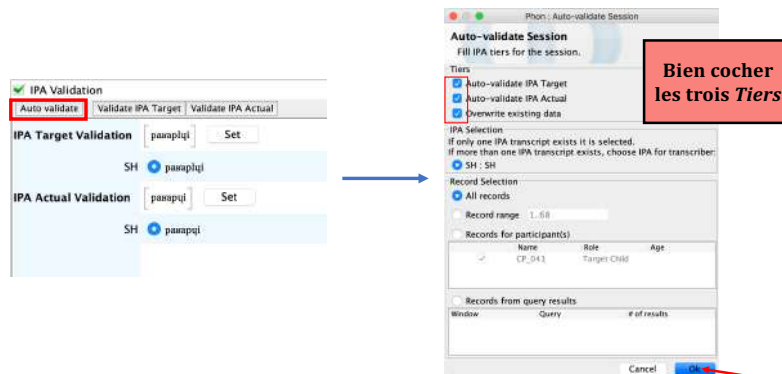 IPA Validation
Auto validate Validate IPA Target Validate IPA Actual
IPA Target Validation Set
SH
IPA Actual Validation Set
SH
Phon : Auto-validate Session
Auto-validate Session
Fill IPA tiers for the session.
Tiers
Auto-validate IPA Target
Auto-validate IPA Actual
Overwrite existing data
IPA Selection
If only one IPA transcript exists it is selected.
If more than one IPA transcript exists, choose IPA for transcriber:
SH : SH
Record Selection
All records
Record range 1..68
Records for participant(s)
Name Role Age
CP_041 Target Child
Records from query results
Window Query # of results
Cancel Ok
Bien cocher
les trois Tiers